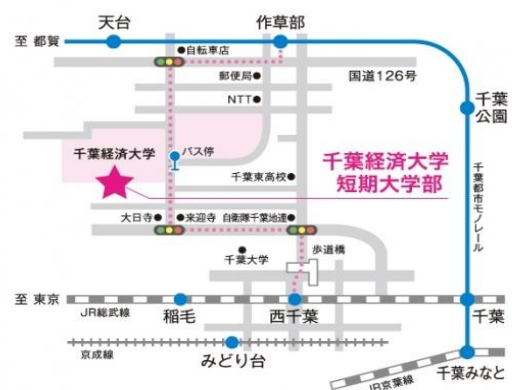 天台
作草部
至 都賀
自転車店
郵便局
国道126号
NTT
千葉
公園
千葉経済大学
バス停
千葉経済大学
短期大学部
千葉東高校
千葉都市モノレール
大日寺
来迎寺
自衛隊千葉地連
千葉大学
歩道橋
至 東京
JR総武線
稲毛
西千葉
千葉
京成線
みどり台
千葉みなと
JR京葉線